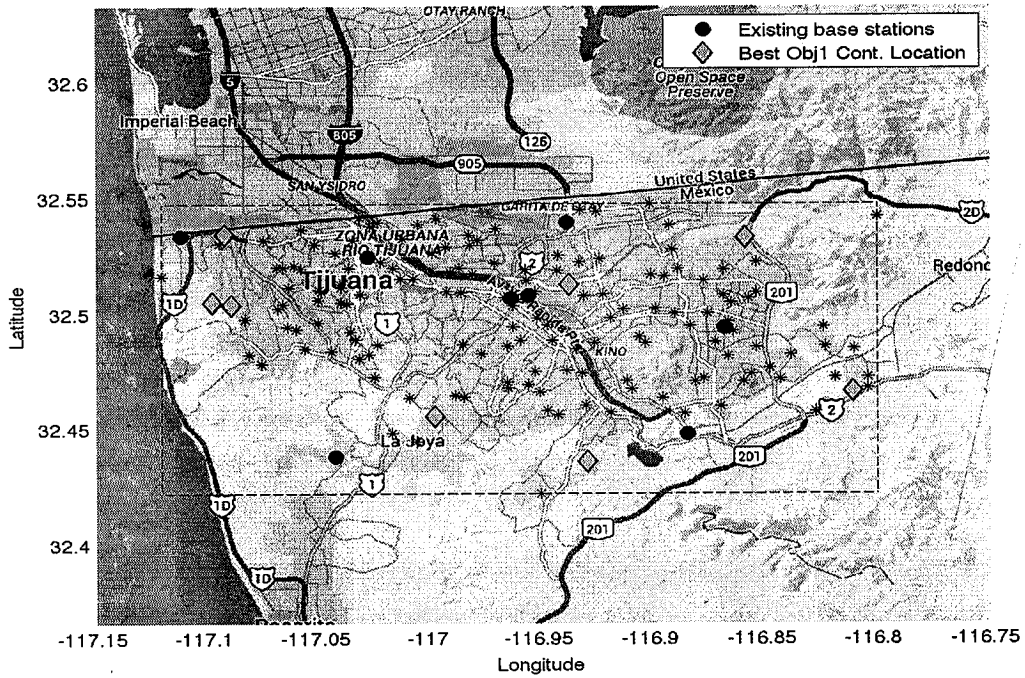 OTAY RANCH
Existing base stations
Best Obj1 Cont. Location
5
Open Space
Preserve
32.6
Imperial Beach
805
125
905
SAN YSIDRO
United States
México
32.55
GARITA DE OTAY
2D
ZONA URBANA
RIO TIJUANA
2
Tijuana
Redonc
201
1D
32.5
1
KINO
Latitude
2
32.45
La Joya
201
1
1D
201
32.4
1D
-117.15
-117.1
-117.05
-117
-116.95
-116.9
-116.85
-116.8
-116.75
Longitude